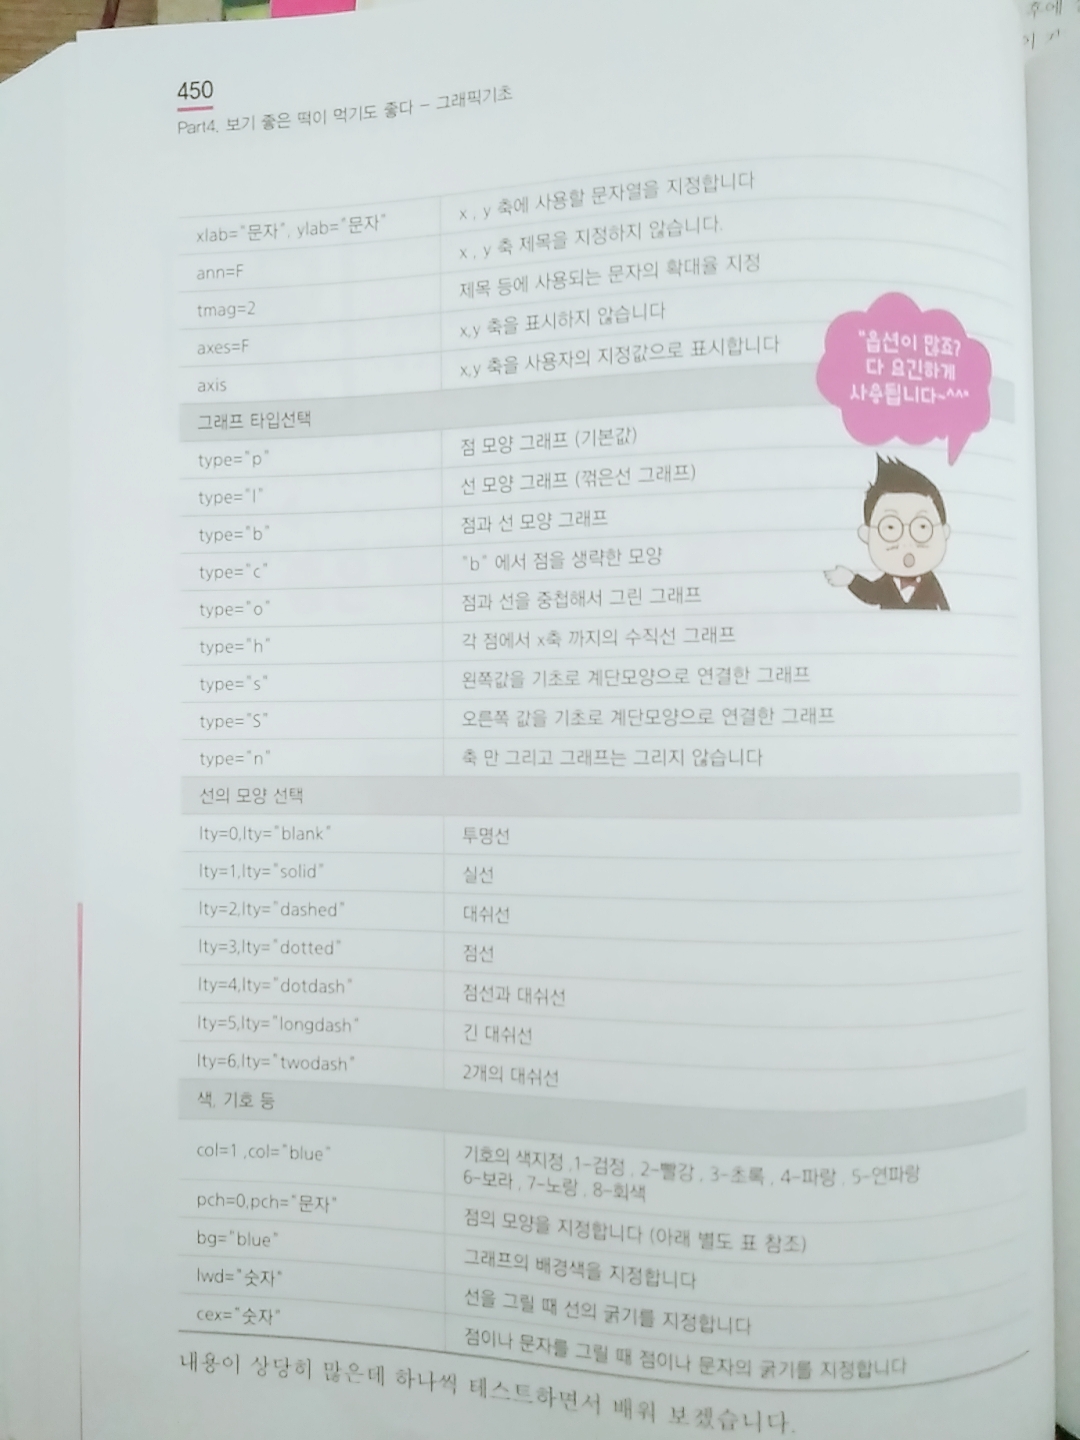 후에
450
Part4. 보기 좋은 떡이 먹기도 좋다 - 그래픽기초
xlab="문자", ylab="문자" x , y 축에 사용할 문자열을 지정합니다
ann=F x , y 축 제목을 지정하지 않습니다.
tmag=2 제목 등에 사용되는 문자의 확대율 지정
axes=F x,y 축을 표시하지 않습니다
axis x,y 축을 사용자의 지정값으로 표시합니다
"옵션이 많죠?
다 요긴하게
사용됩니다~^^"
그래프 타입선택
type="p" 점 모양 그래프 (기본값)
type="l" 선 모양 그래프 (꺾은선 그래프)
type="b" 점과 선 모양 그래프
type="c" "b" 에서 점을 생략한 모양
type="o" 점과 선을 중첩해서 그린 그래프
type="h" 각 점에서 x축 까지의 수직선 그래프
type="s" 왼쪽값을 기초로 계단모양으로 연결한 그래프
type="S" 오른쪽 값을 기초로 계단모양으로 연결한 그래프
type="n" 축 만 그리고 그래프는 그리지 않습니다
선의 모양 선택
lty=0,lty="blank" 투명선
lty=1,lty="solid" 실선
lty=2,lty="dashed" 대쉬선
lty=3,lty="dotted" 점선
lty=4,lty="dotdash" 점선과 대쉬선
lty=5,lty="longdash" 긴 대쉬선
lty=6,lty="twodash" 2개의 대쉬선
색, 기호 등
col=1 ,col="blue" 기호의 색지정 ,1-검정 , 2-빨강 , 3-초록 , 4-파랑 , 5-연파랑
6-보라 , 7-노랑 , 8-회색
pch=0,pch="문자" 점의 모양을 지정합니다 (아래 별도 표 참조)
bg="blue" 그래프의 배경색을 지정합니다
lwd="숫자" 선을 그릴 때 선의 굵기를 지정합니다
cex="숫자" 점이나 문자를 그릴 때 점이나 문자의 굵기를 지정합니다
내용이 상당히 많은데 하나씩 테스트하면서 배워 보겠습니다.